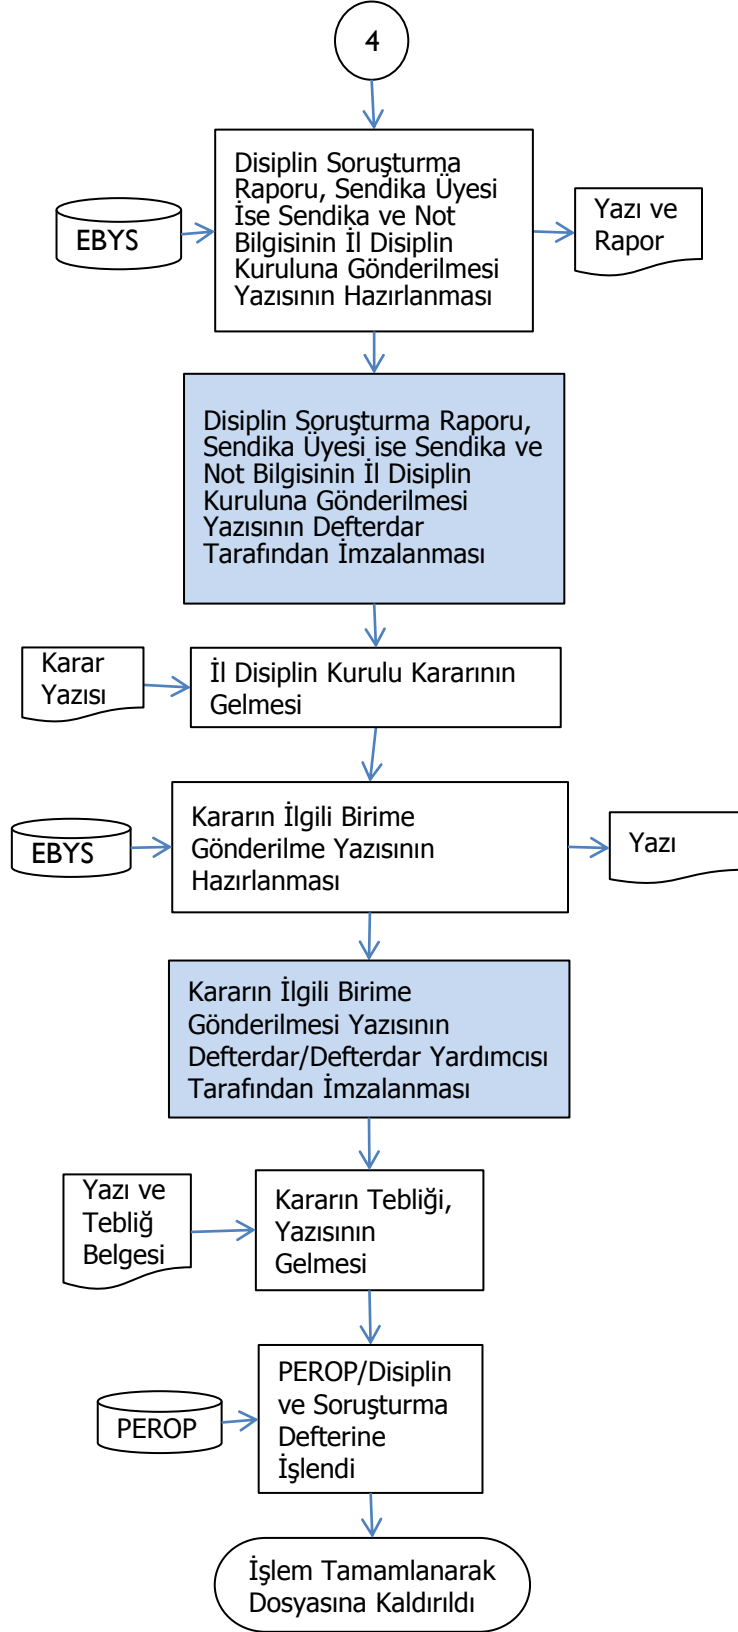 4
Disiplin Soruşturma
Raporu, Sendika Üyesi
İse Sendika ve Not
Bilgisinin İl Disiplin
Kuruluna Gönderilmesi
Yazısının Hazırlanması
EBYS
Yazı ve
Rapor
Disiplin Soruşturma Raporu,
Sendika Üyesi ise Sendika ve
Not Bilgisinin İl Disiplin
Kuruluna Gönderilmesi
Yazısının Defterdar
Tarafından İmzalanması
Karar
Yazısı
İl Disiplin Kurulu Kararının
Gelmesi
EBYS
Kararın İlgili Birime
Gönderilme Yazısının
Hazırlanması
Yazı
Kararın İlgili Birime
Gönderilmesi Yazısının
Defterdar/Defterdar Yardımcısı
Tarafından İmzalanması
Yazı ve
Tebliğ
Belgesi
Kararın Tebliği,
Yazısının
Gelmesi
PEROP
PEROP/Disiplin
ve Soruşturma
Defterine
İşlendi
İşlem Tamamlanarak
Dosyasına Kaldırıldı